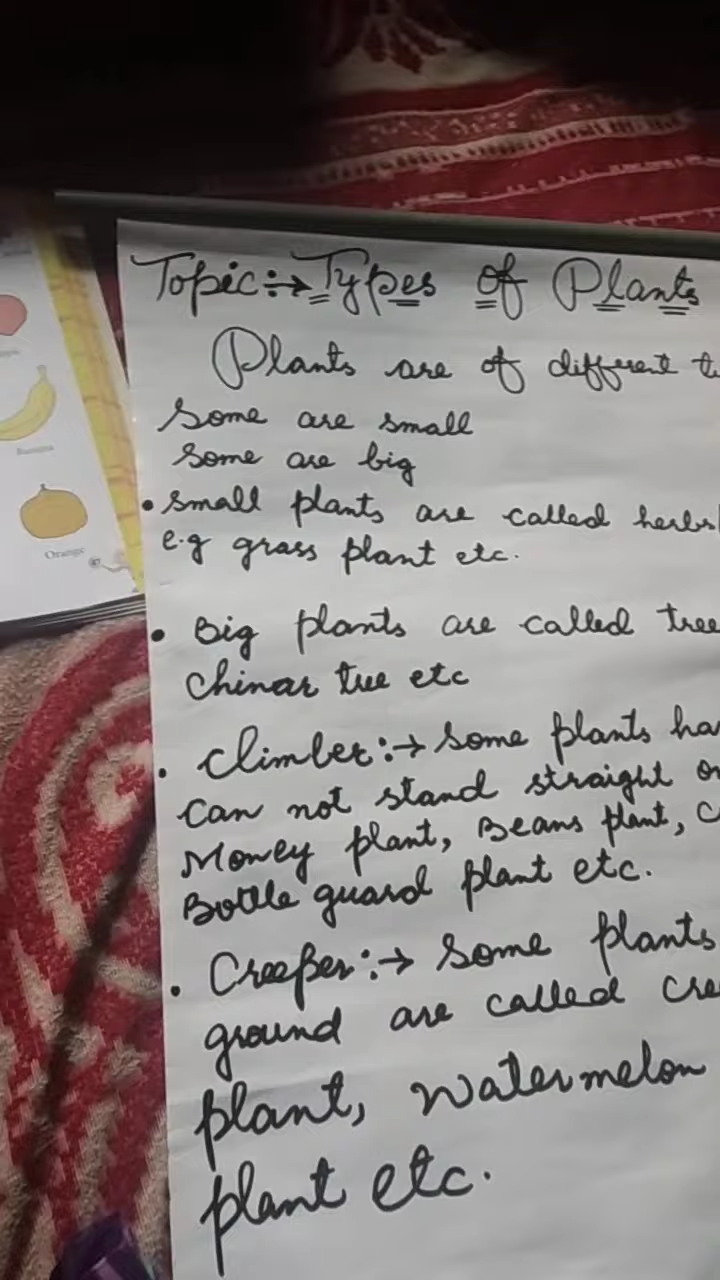 Topic:→ Types of Plants
Plants are of different
Some are small
Some are big
• Small plants are called herbs
e.g grass plant etc.
• Big plants are called tree
Chinar tree etc
• Climber:→ Some plants ha
can not stand straight or
Money plant, Beans plant, C
Bottle guard plant etc.
• Creeper:→ Some plants
ground are called cre
plant, watermelon
plant etc.
Banana
Orange